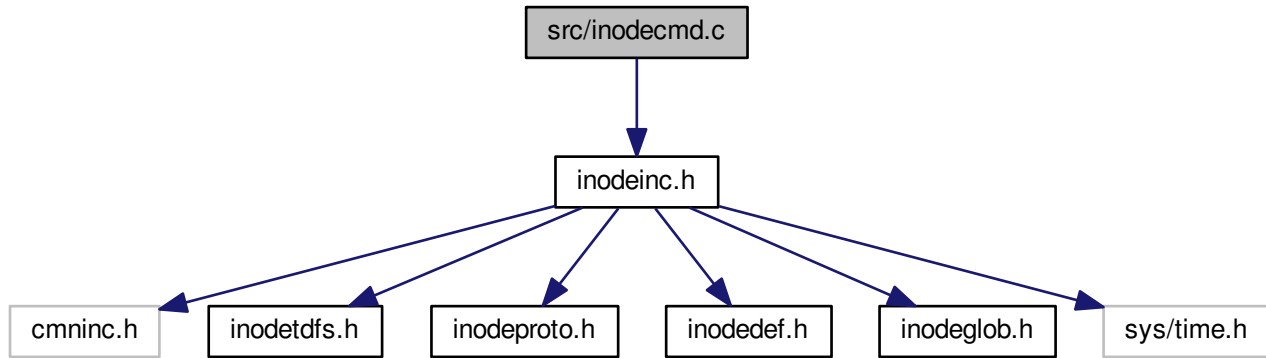 src/inodecmd.c
inodeinc.h
cmninc.h
inodetdfs.h
inodeproto.h
inodedef.h
inodeglob.h
sys/time.h